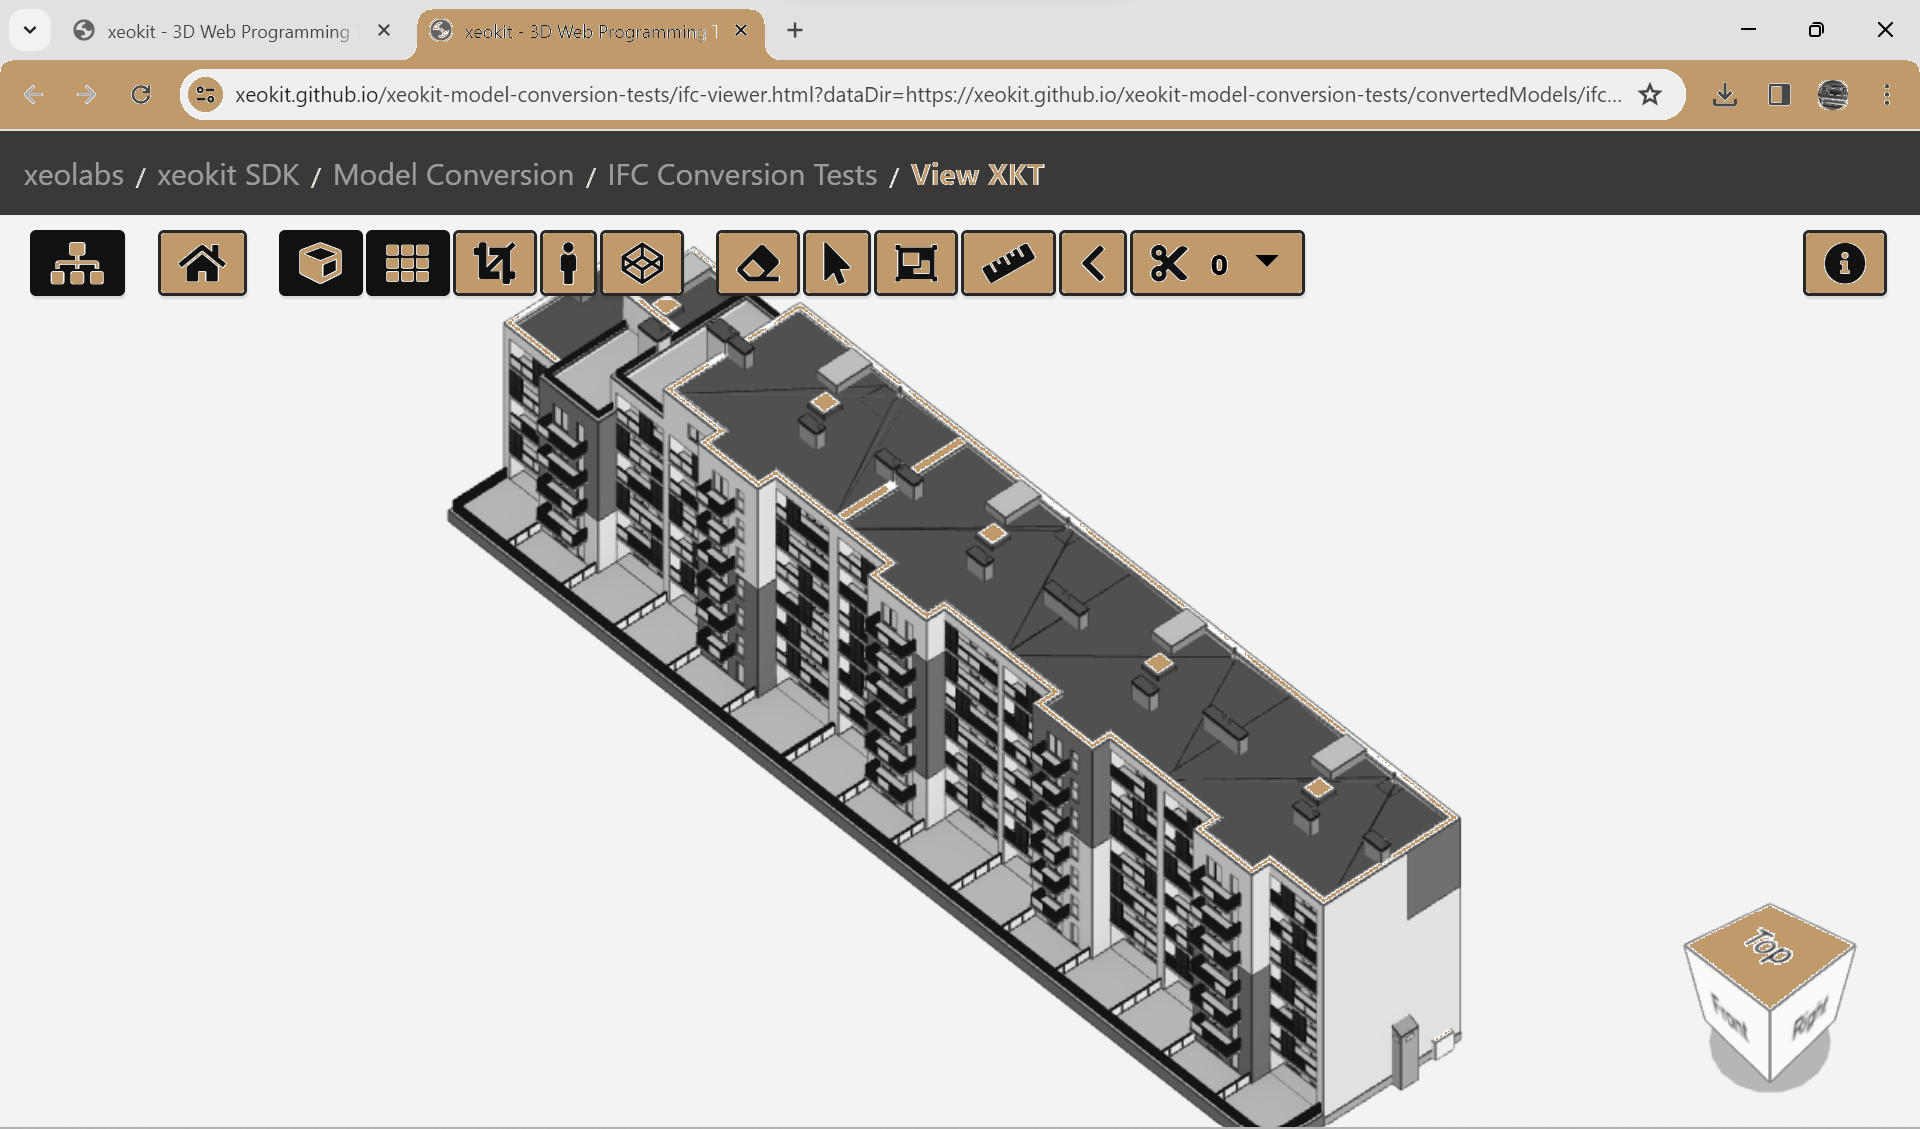 xeokit - 3D Web Programming
xeokit - 3D Web Programming T
xeokit.github.io/xeokit-model-conversion-tests/ifc-viewer.html?dataDir=https://xeokit.github.io/xeokit-model-conversion-tests/convertedModels/ifc...
xeolabs / xeokit SDK / Model Conversion / IFC Conversion Tests / View XKT
0
Top
Front
Right